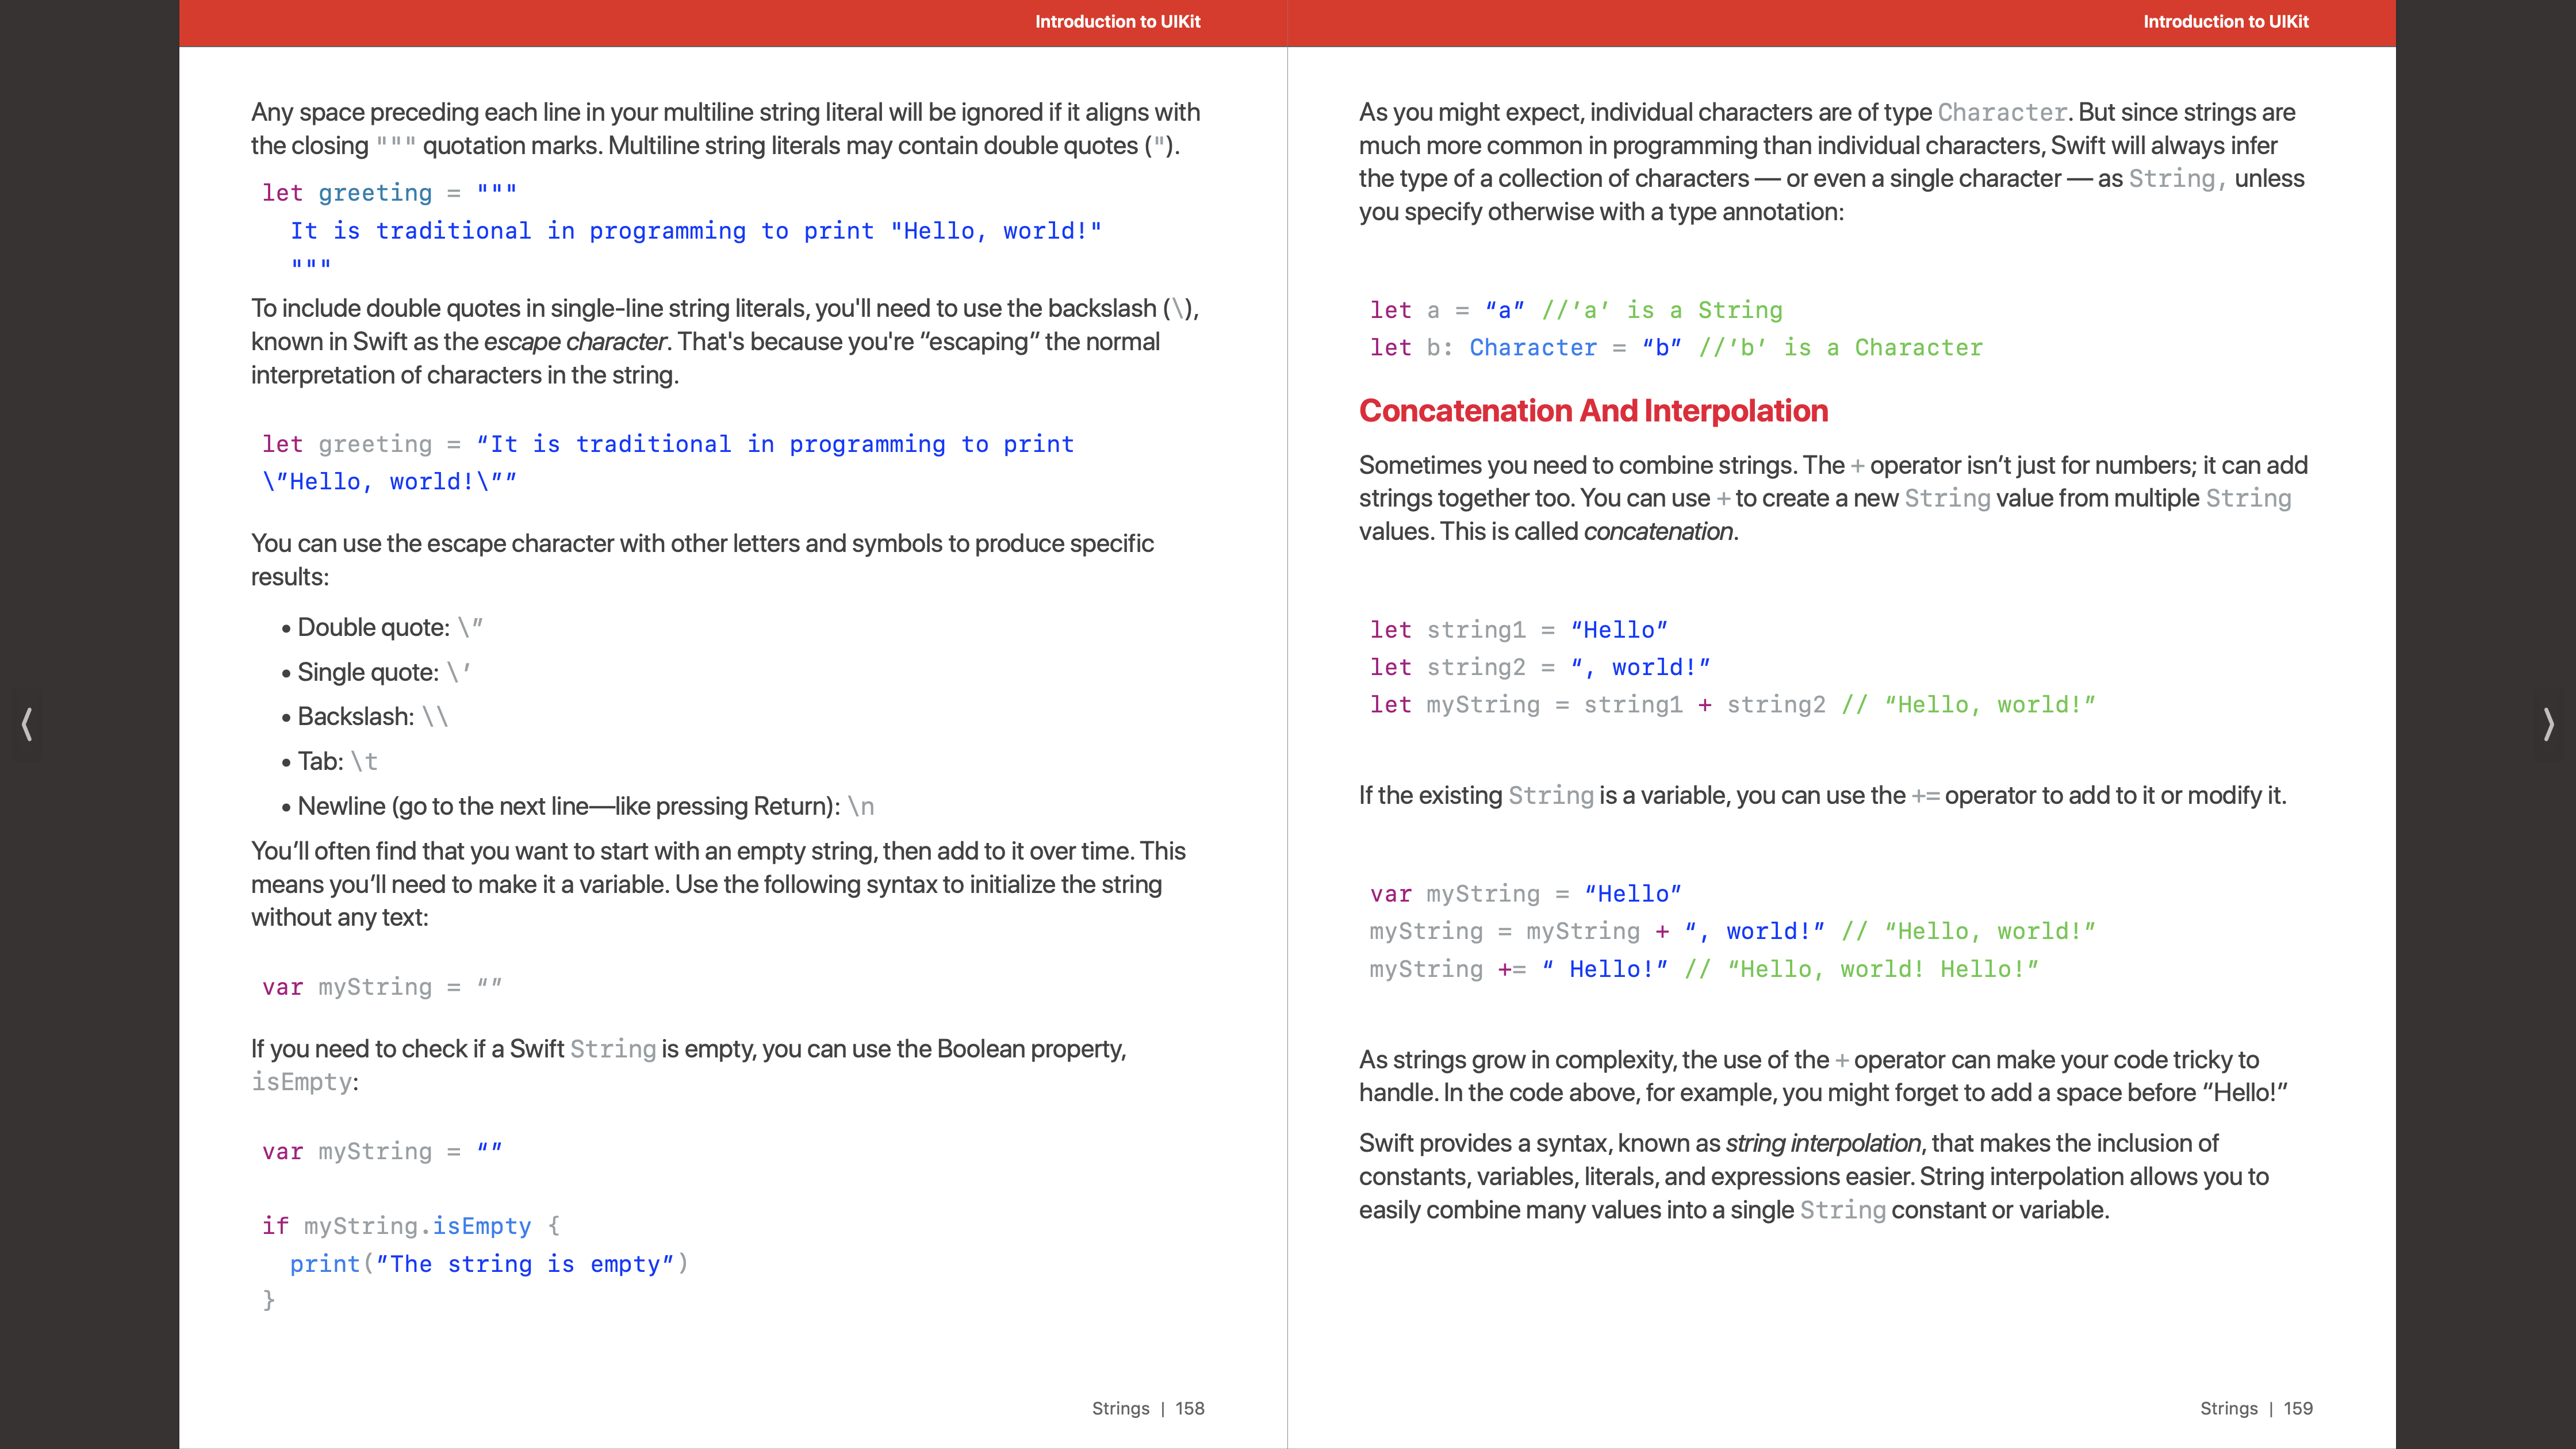 Introduction to UIKit
Any space preceding each line in your multiline string literal will be ignored if it aligns with
the closing """ quotation marks. Multiline string literals may contain double quotes (").
let greeting = """
  It is traditional in programming to print "Hello, world!"
  """
To include double quotes in single-line string literals, you'll need to use the backslash (\),
known in Swift as the escape character. That's because you're “escaping” the normal
interpretation of characters in the string.
let greeting = “It is traditional in programming to print
\”Hello, world!\””
You can use the escape character with other letters and symbols to produce specific
results:
• Double quote: \”
• Single quote: \’
• Backslash: \\
• Tab: \t
• Newline (go to the next line—like pressing Return): \n
You’ll often find that you want to start with an empty string, then add to it over time. This
means you’ll need to make it a variable. Use the following syntax to initialize the string
without any text:
var myString = “”
If you need to check if a Swift String is empty, you can use the Boolean property,
isEmpty:
var myString = “”
if myString.isEmpty {
  print(”The string is empty”)
}
Strings | 158
Introduction to UIKit
As you might expect, individual characters are of type Character. But since strings are
much more common in programming than individual characters, Swift will always infer
the type of a collection of characters — or even a single character — as String, unless
you specify otherwise with a type annotation:
let a = “a” //’a’ is a String
let b: Character = “b” //’b’ is a Character
Concatenation And Interpolation
Sometimes you need to combine strings. The + operator isn’t just for numbers; it can add
strings together too. You can use + to create a new String value from multiple String
values. This is called concatenation.
let string1 = “Hello”
let string2 = “, world!”
let myString = string1 + string2 // “Hello, world!”
If the existing String is a variable, you can use the += operator to add to it or modify it.
var myString = “Hello”
myString = myString + “, world!” // “Hello, world!”
myString += “ Hello!” // “Hello, world! Hello!”
As strings grow in complexity, the use of the + operator can make your code tricky to
handle. In the code above, for example, you might forget to add a space before “Hello!”
Swift provides a syntax, known as string interpolation, that makes the inclusion of
constants, variables, literals, and expressions easier. String interpolation allows you to
easily combine many values into a single String constant or variable.
Strings | 159